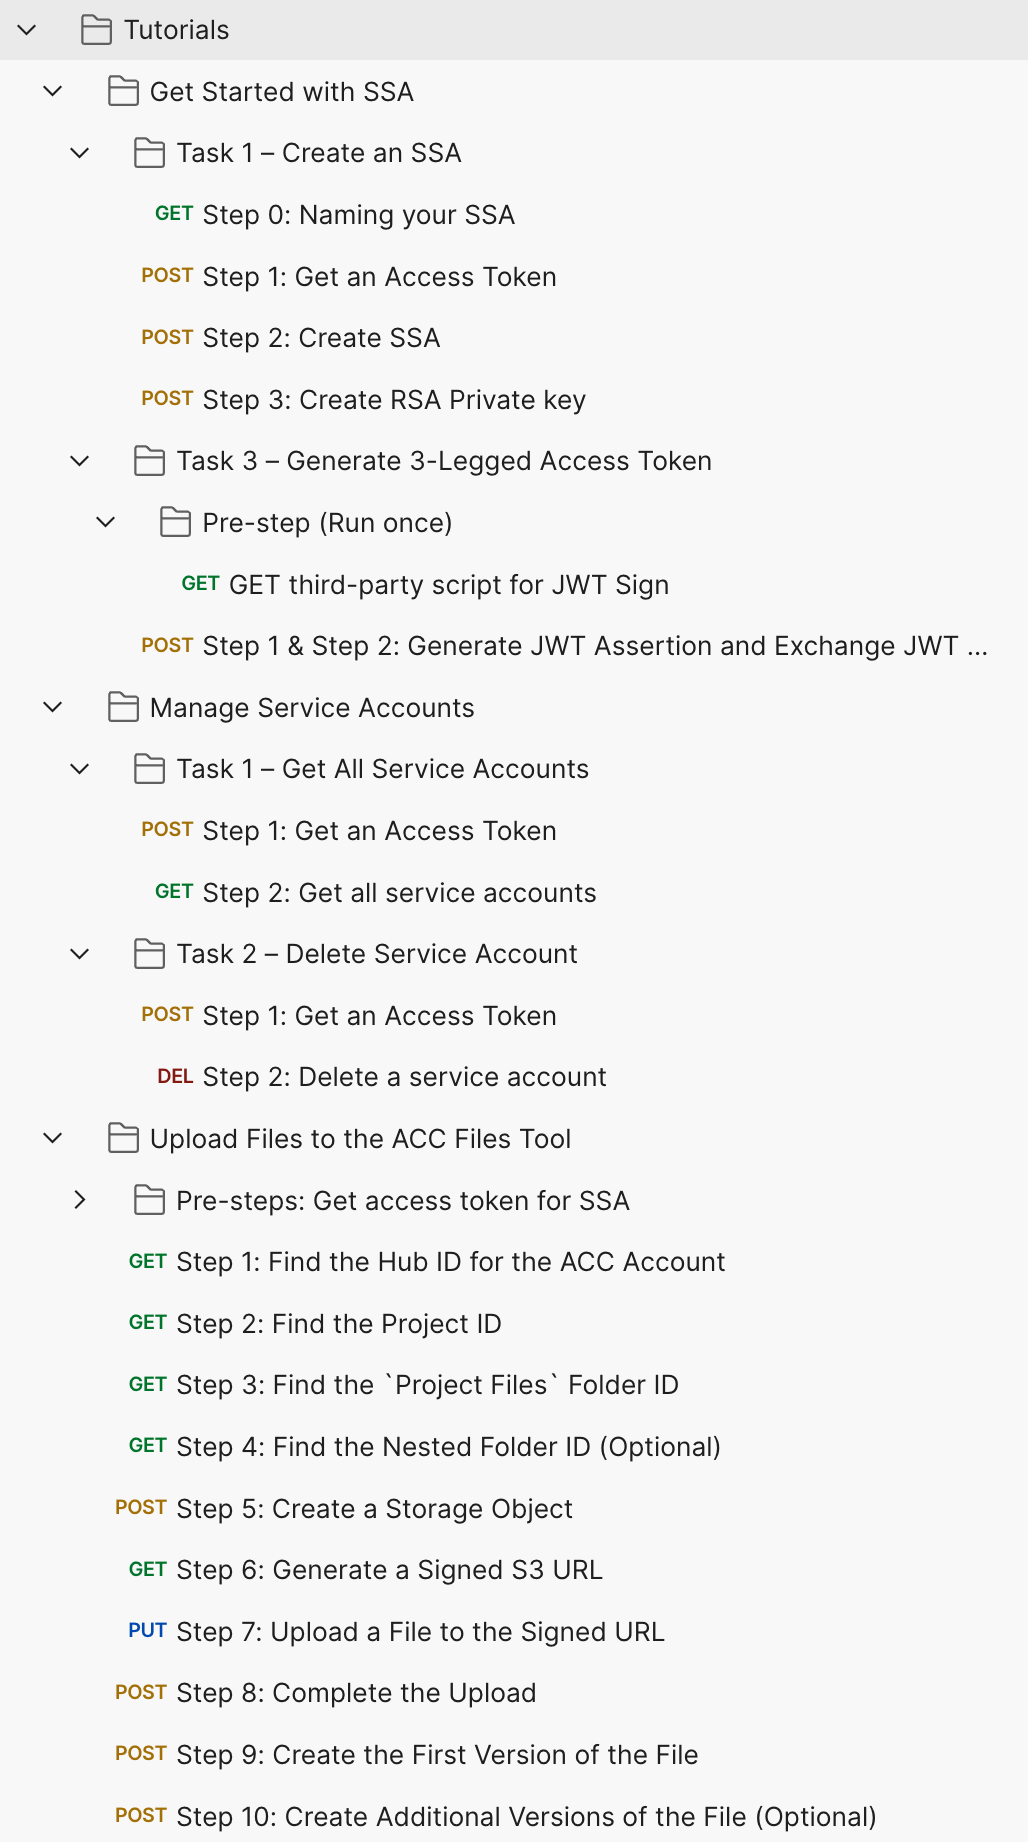 Tutorials
Get Started with SSA
Task 1 – Create an SSA
GET Step 0: Naming your SSA
POST Step 1: Get an Access Token
POST Step 2: Create SSA
POST Step 3: Create RSA Private key
Task 3 – Generate 3-Legged Access Token
Pre-step (Run once)
GET GET third-party script for JWT Sign
POST Step 1 & Step 2: Generate JWT Assertion and Exchange JWT ...
Manage Service Accounts
Task 1 – Get All Service Accounts
POST Step 1: Get an Access Token
GET Step 2: Get all service accounts
Task 2 – Delete Service Account
POST Step 1: Get an Access Token
DEL Step 2: Delete a service account
Upload Files to the ACC Files Tool
Pre-steps: Get access token for SSA
GET Step 1: Find the Hub ID for the ACC Account
GET Step 2: Find the Project ID
GET Step 3: Find the `Project Files` Folder ID
GET Step 4: Find the Nested Folder ID (Optional)
POST Step 5: Create a Storage Object
GET Step 6: Generate a Signed S3 URL
PUT Step 7: Upload a File to the Signed URL
POST Step 8: Complete the Upload
POST Step 9: Create the First Version of the File
POST Step 10: Create Additional Versions of the File (Optional)